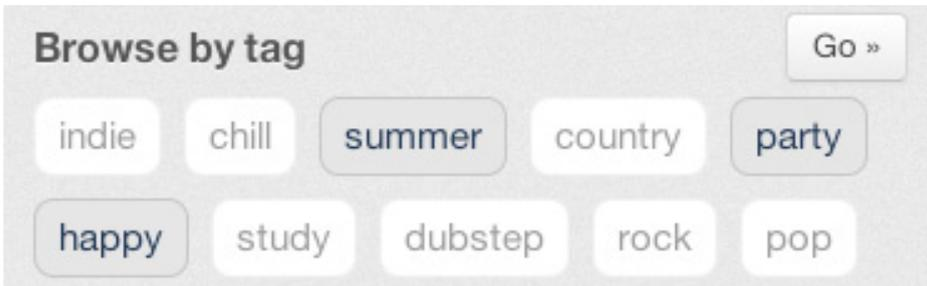 Browse by tag Go »
indie chill summer country party
happy study dubstep rock pop